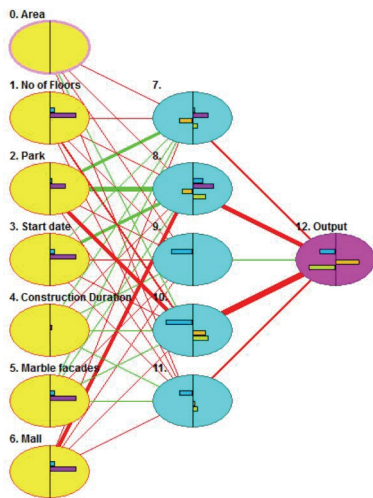 0. Area
1. No of Floors
7.
2. Park
8.
3. Start date
9.
12. Output
4. Construction Duration
10.
5. Marble facades
11.
6. Mall